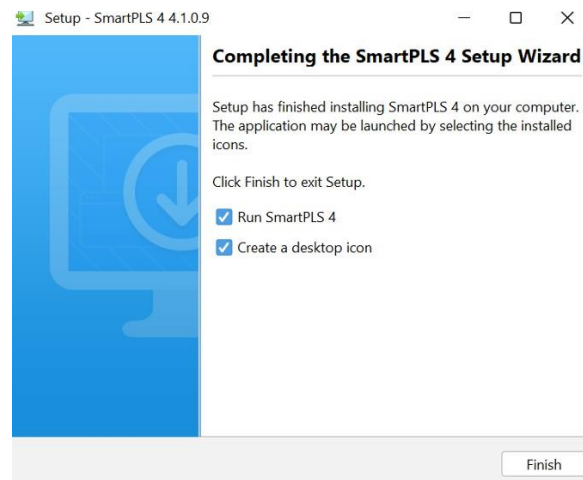 Setup - SmartPLS 4 4.1.0.9
Completing the SmartPLS 4 Setup Wizard
Setup has finished installing SmartPLS 4 on your computer.
The application may be launched by selecting the installed
icons.
Click Finish to exit Setup.
Run SmartPLS 4
Create a desktop icon
Finish